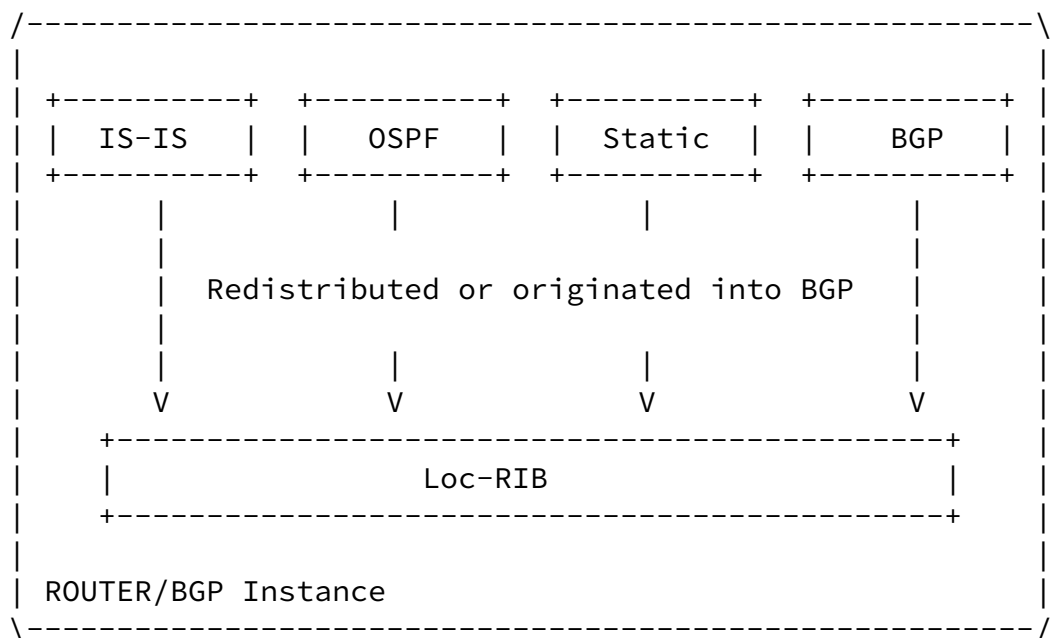 IS-IS OSPF Static BGP
Redistributed or originated into BGP
V V V V
Loc-RIB
ROUTER/BGP Instance